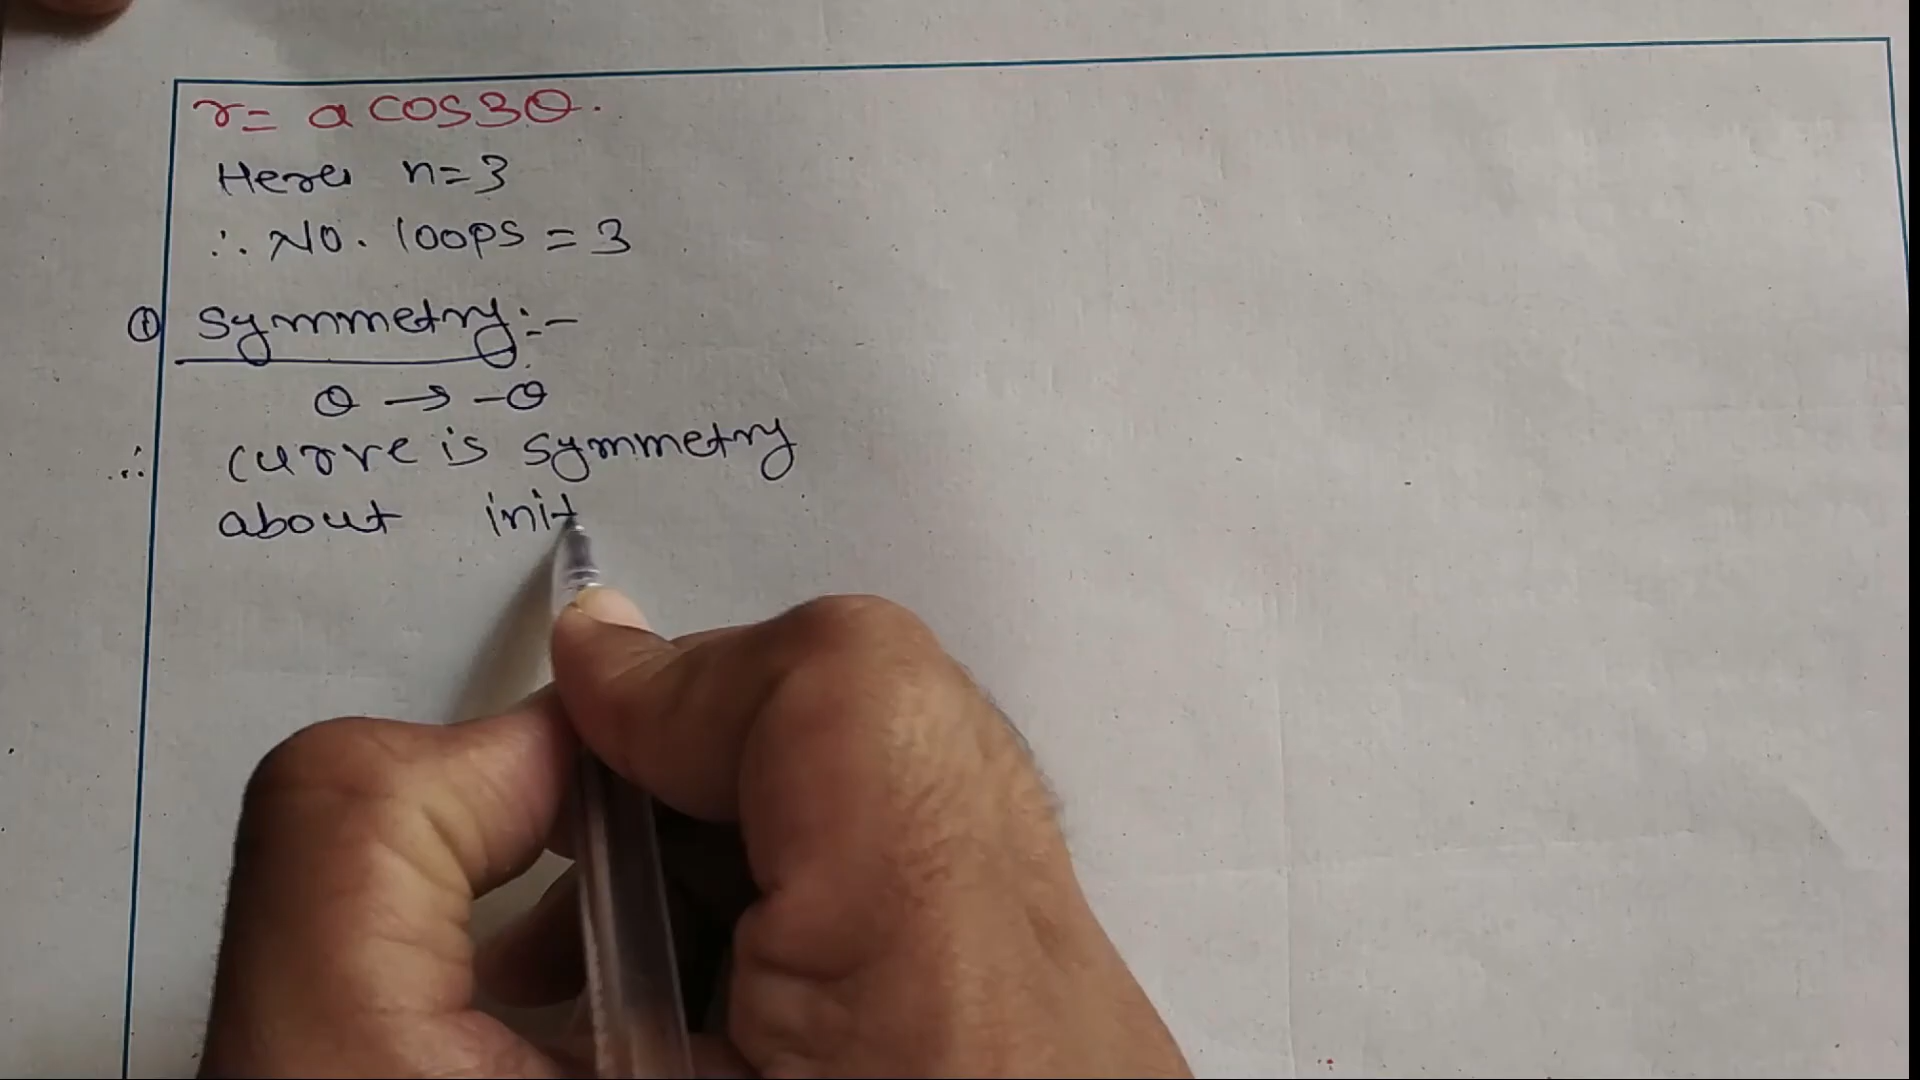 r = a cos3θ.
Here n=3
∴ No. loops = 3
① Symmetry:-
θ → -θ
∴ curve is symmetry
about init